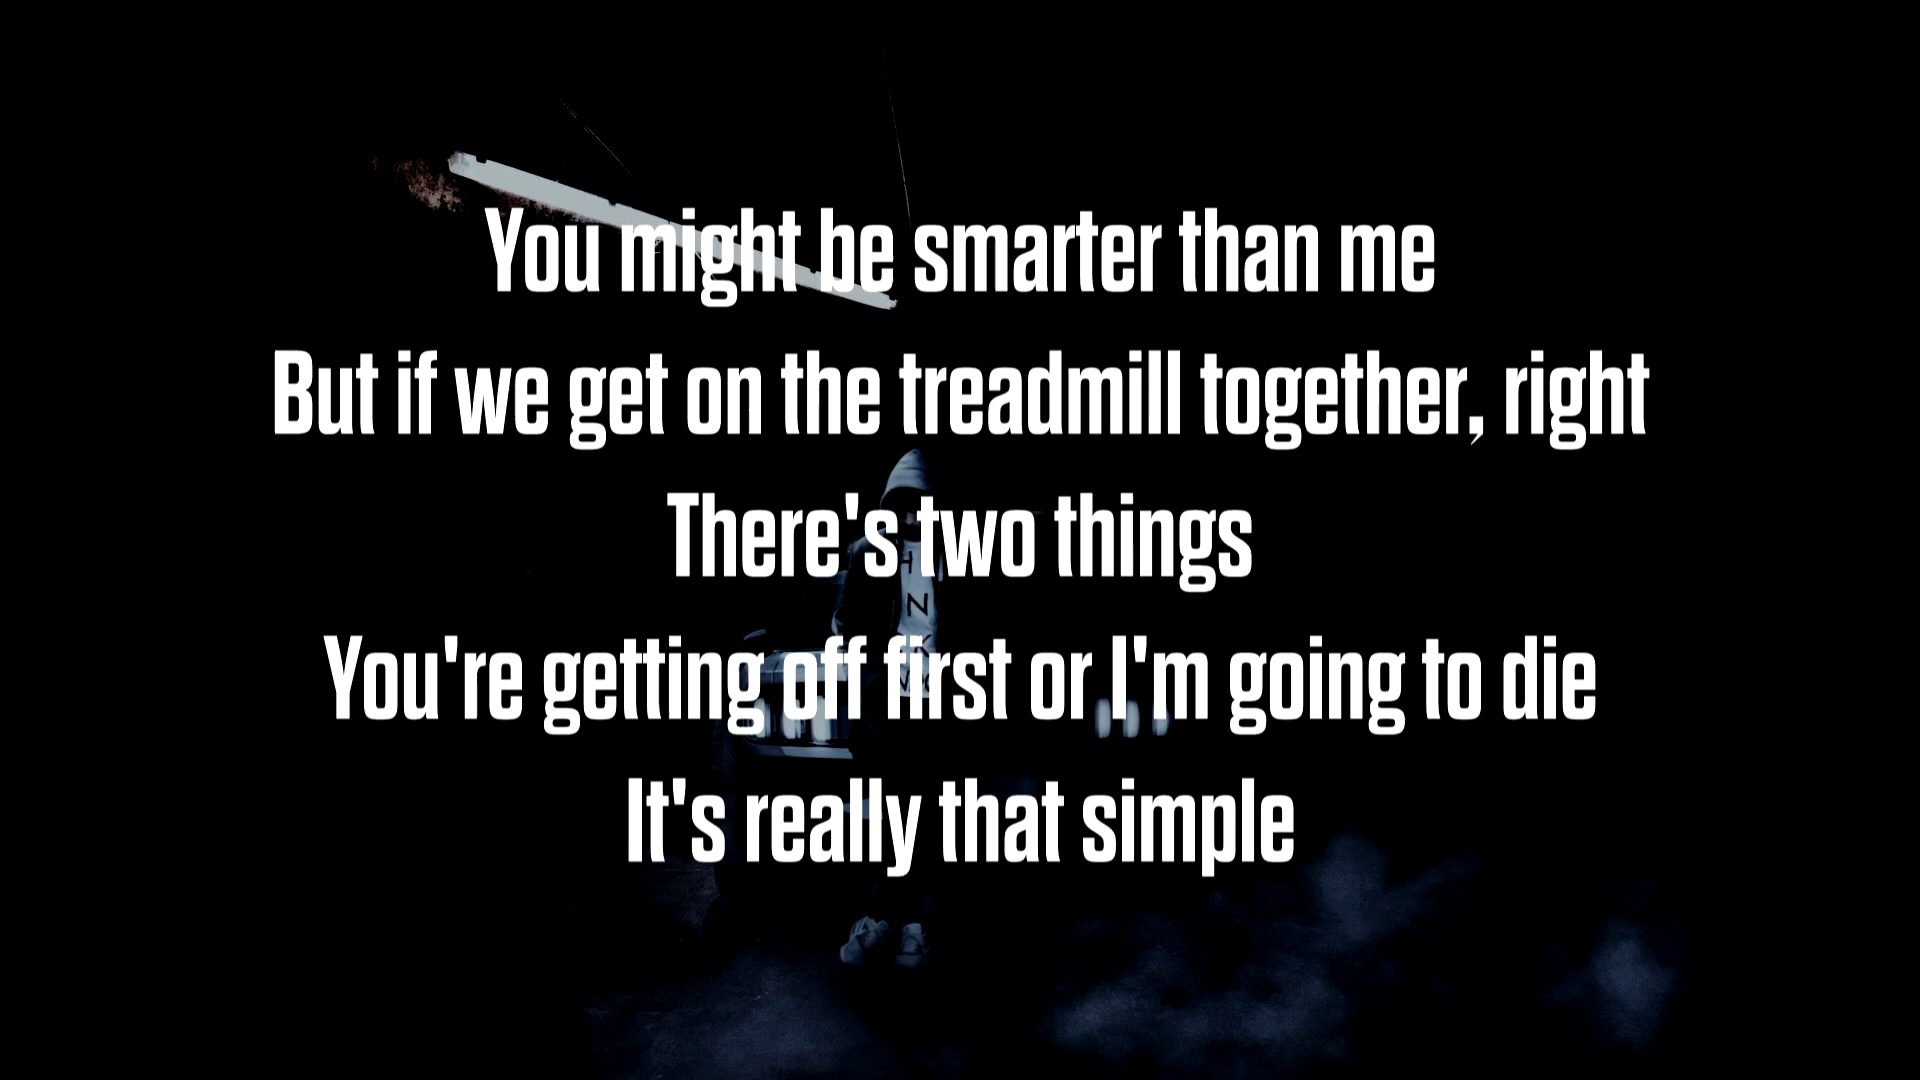 You might be smarter than me
But if we get on the treadmill together, right
There's two things
You're getting off first or I'm going to die
It's really that simple